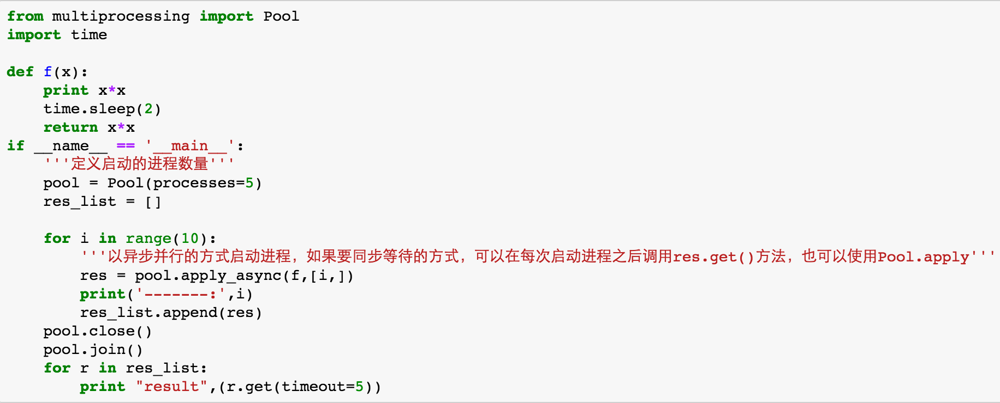 from multiprocessing import Pool
import time
def f(x):
    print x*x
    time.sleep(2)
    return x*x
if __name__ == '__main__':
    '''定义启动的进程数量'''
    pool = Pool(processes=5)
    res_list = []
    for i in range(10):
        '''以异步并行的方式启动进程，如果要同步等待的方式，可以在每次启动进程之后调用res.get()方法，也可以使用Pool.apply'''
        res = pool.apply_async(f,[i,])
        print('-------:',i)
        res_list.append(res)
    pool.close()
    pool.join()
    for r in res_list:
        print "result",(r.get(timeout=5))